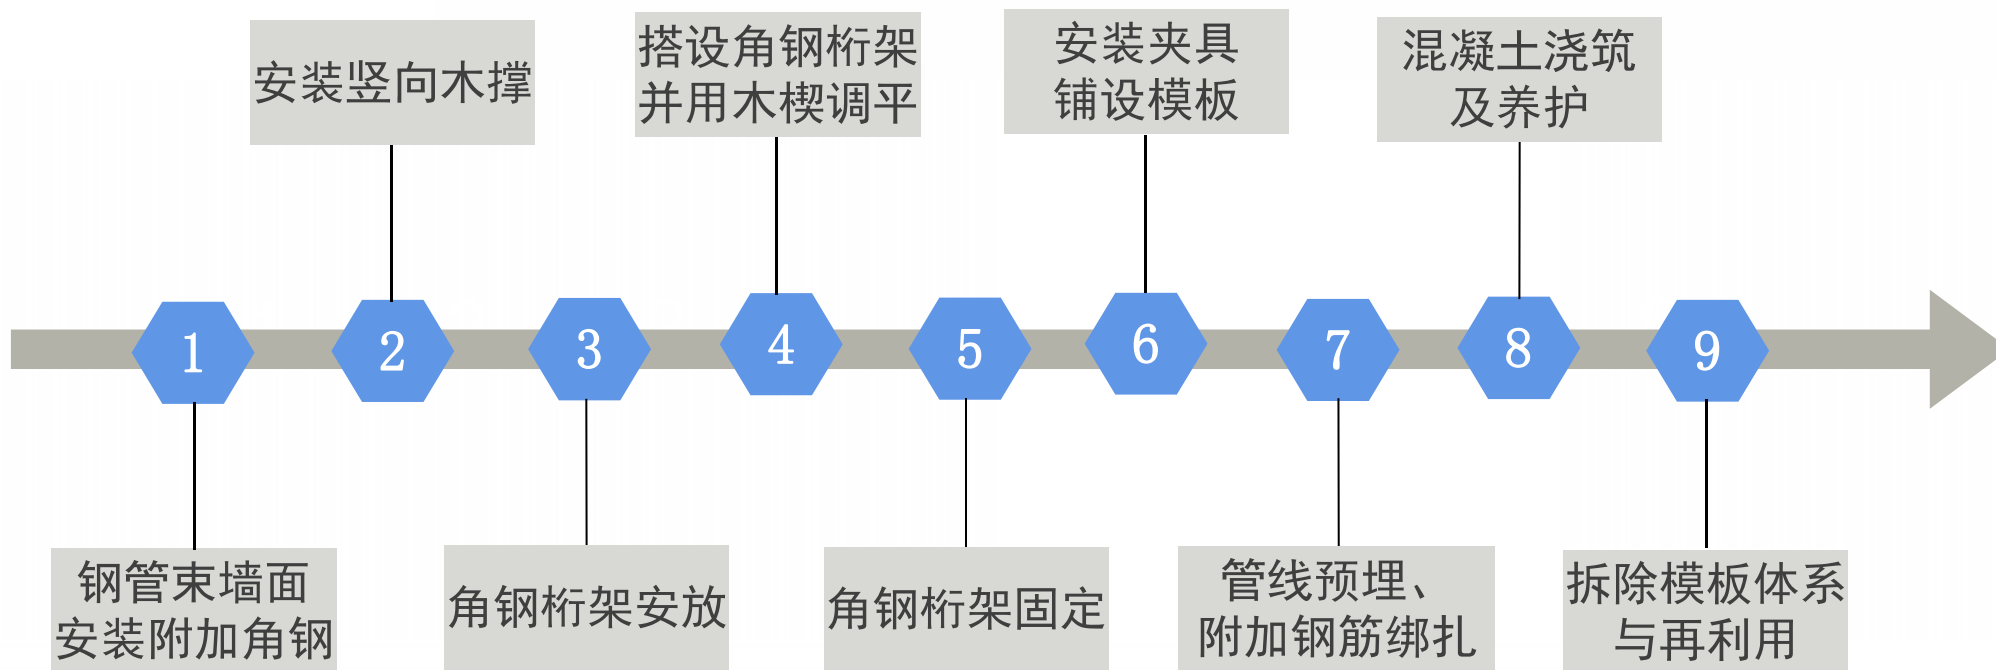 安装竖向木撑
搭设角钢桁架
并用木楔调平
安装夹具
铺设模板
混凝土浇筑
及养护
1
2
3
4
5
6
7
8
9
钢管束墙面
安装附加角钢
角钢桁架安放
角钢桁架固定
管线预埋、
附加钢筋绑扎
拆除模板体系
与再利用